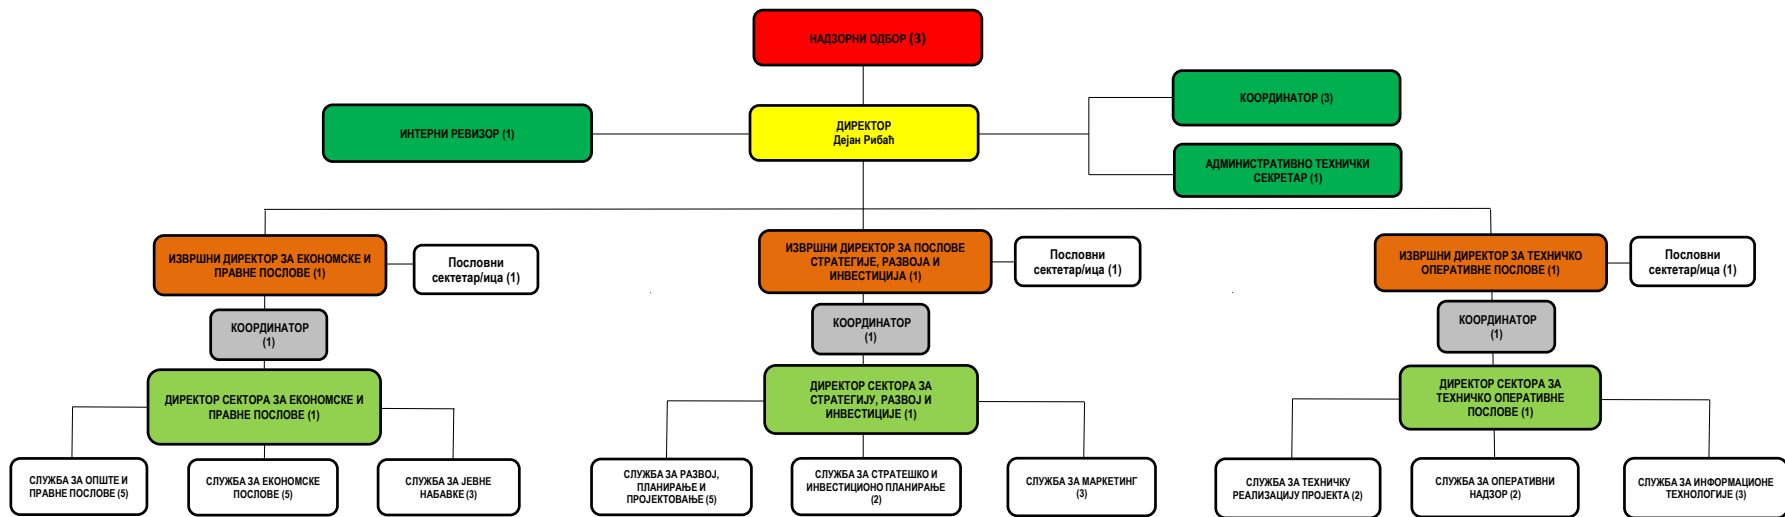 НАДЗОРНИ ОДБОР (3)
КООРДИНАТОР (3)
ИНТЕРНИ РЕВИЗОР (1)
ДИРЕКТОР
Дејан Рибаћ
АДМИНИСТРАТИВНО ТЕХНИЧКИ
СЕКРЕТАР (1)
ИЗВРШНИ ДИРЕКТОР ЗА ЕКОНОМСКЕ И
ПРАВНЕ ПОСЛОВЕ (1)
Пословни
сектетар/ица (1)
ИЗВРШНИ ДИРЕКТОР ЗА ПОСЛОВЕ
СТРАТЕГИЈЕ, РАЗВОЈА И
ИНВЕСТИЦИЈА (1)
Пословни
сектетар/ица (1)
ИЗВРШНИ ДИРЕКТОР ЗА ТЕХНИЧКО
ОПЕРАТИВНЕ ПОСЛОВЕ (1)
Пословни
сектетар/ица (1)
КООРДИНАТОР
(1)
КООРДИНАТОР
(1)
КООРДИНАТОР
(1)
ДИРЕКТОР СЕКТОРА ЗА ЕКОНОМСКЕ И
ПРАВНЕ ПОСЛОВЕ (1)
ДИРЕКТОР СЕКТОРА ЗА
СТРАТЕГИЈУ, РАЗВОЈ И
ИНВЕСТИЦИЈЕ (1)
ДИРЕКТОР СЕКТОРА ЗА
ТЕХНИЧКО ОПЕРАТИВНЕ
ПОСЛОВЕ (1)
СЛУЖБА ЗА ОПШТЕ И
ПРАВНЕ ПОСЛОВЕ (5)
СЛУЖБА ЗА ЕКОНОМСКЕ
ПОСЛОВЕ (5)
СЛУЖБА ЗА ЈЕВНЕ
НАБАВКЕ (3)
СЛУЖБА ЗА РАЗВОЈ,
ПЛАНИРАЊЕ И
ПРОЈЕКТОВАЊЕ (5)
СЛУЖБА ЗА СТРАТЕШКО И
ИНВЕСТИЦИОНО ПЛАНИРАЊЕ
(2)
СЛУЖБА ЗА МАРКЕТИНГ
(3)
СЛУЖБА ЗА ТЕХНИЧКУ
РЕАЛИЗАЦИЈУ ПРОЈЕКТА (2)
СЛУЖБА ЗА ОПЕРАТИВНИ
НАДЗОР (2)
СЛУЖБА ЗА ИНФОРМАЦИОНЕ
ТЕХНОЛОГИЈЕ (3)